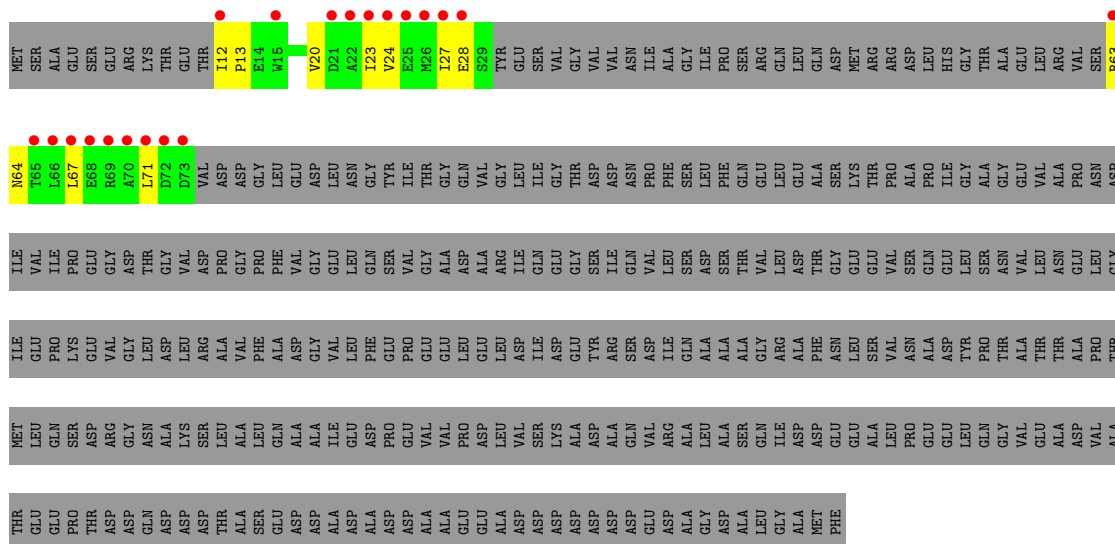 MET SER ALA GLU SER GLU ARG LYS THR GLU THR I12 P13 E14 W15 V20 D21 A22 I23 V24 E25 M26 I27 E28 S29 TYR GLU SER VAL GLY VAL VAL ASN ILE ALA GLY ILE PRO SER ARG GLN LEU GLN ASP MET ARG ARG ASP LEU HIS GLY THR ALA GLU LEU ARG VAL SER R63
N64 T65 L66 L67 E68 R69 A70 L71 D72 D73 VAL ASP ASP GLY LEU GLU ASP LEU ASN GLY TYR ILE THR GLY GLN VAL GLY LEU ILE GLY THR ASP ASP ASN PRO PHE SER LEU PHE GLN GLU LEU GLU ALA SER LYS THR PRO ALA PRO ILE GLY ALA GLY GLU VAL ALA PRO ASN ASP
ILE VAL ILE PRO GLU GLY ASP THR GLY VAL ASP PRO GLY PRO PHE VAL GLY GLU LEU GLN SER VAL GLY ALA ASP ALA ARG ILE GLN GLU GLY SER ILE GLN VAL LEU SER ASP SER THR VAL LEU ASP THR GLY GLU GLU VAL SER GLN GLU LEU SER ASN VAL LEU ASN GLU LEU GLY
ILE GLU PRO LYS GLU VAL GLY LEU ASP LEU ARG ALA VAL PHE ALA ASP GLY VAL LEU PHE GLU PRO GLU GLU LEU GLU LEU ASP ILE ASP GLU TYR ARG SER ASP ILE GLN ALA ALA ALA GLY ARG ALA PHE ASN LEU SER VAL ASN ALA ASP TYR PRO THR ALA THR THR ALA PRO THR
MET LEU GLN SER ASP ARG GLY ASN ALA LYS SER LEU ALA LEU GLN ALA ALA ILE GLU ASP PRO GLU VAL VAL PRO ASP LEU VAL SER LYS ALA ASP ALA GLN VAL ARG ALA LEU ALA SER GLN ILE ASP ASP GLU GLU ALA LEU PRO GLU GLU LEU GLN GLY VAL GLU ALA ASP VAL ALA
THR GLU GLU PRO THR ASP ASP GLN ASP ASP ASP THR ALA SER GLU ASP ASP ALA ASP ALA ASP ASP ALA ALA GLU GLU ALA ASP ASP ASP ASP ASP ASP ASP GLU ASP ALA GLY ASP ALA LEU GLY ALA MET PHE